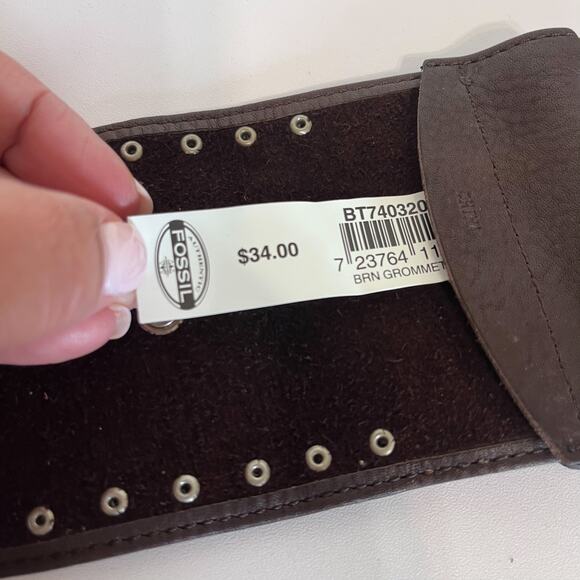 AUTHENTIC
FOSSIL
$34.00
BT740320
7 23764 11
BRN GROMMET